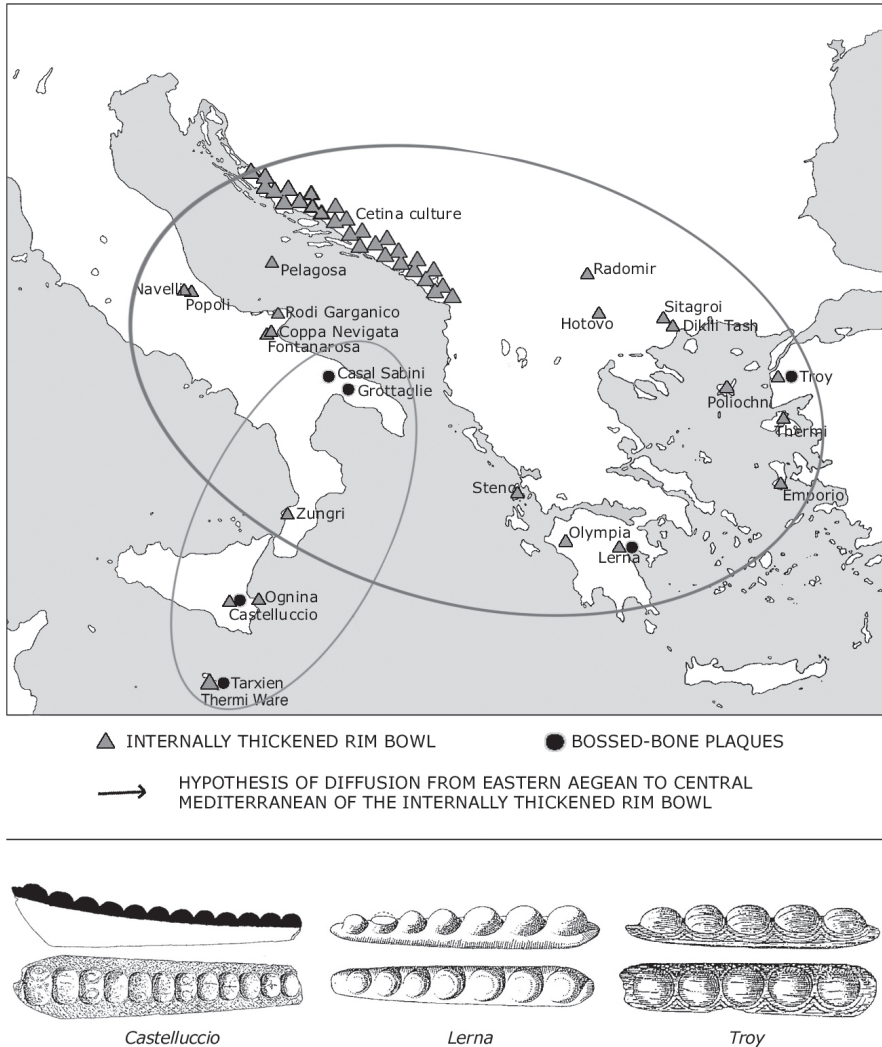 Cetina culture
Pelagosa
Radomir
Navelli
Popoli
Rodi Garganico
Coppa Nevigata
Fontanarosa
Hotovo
Sitagroi
Dikili Tash
Casal Sabini
Grottaglie
Troy
Poliochni
Thermi
Emporio
Steno
Zungri
Olympia
Lerna
Ognina
Castelluccio
Tarxien
Thermi Ware
INTERNALLY THICKENED RIM BOWL
BOSSED-BONE PLAQUES
HYPOTHESIS OF DIFFUSION FROM EASTERN AEGEAN TO CENTRAL
MEDITERRANEAN OF THE INTERNALLY THICKENED RIM BOWL
Castelluccio
Lerna
Troy